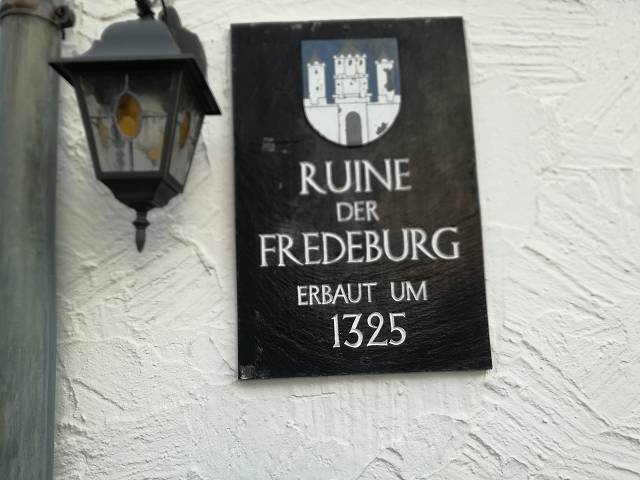 RUINE
DER
FREDEBURG
ERBAUT UM
1325